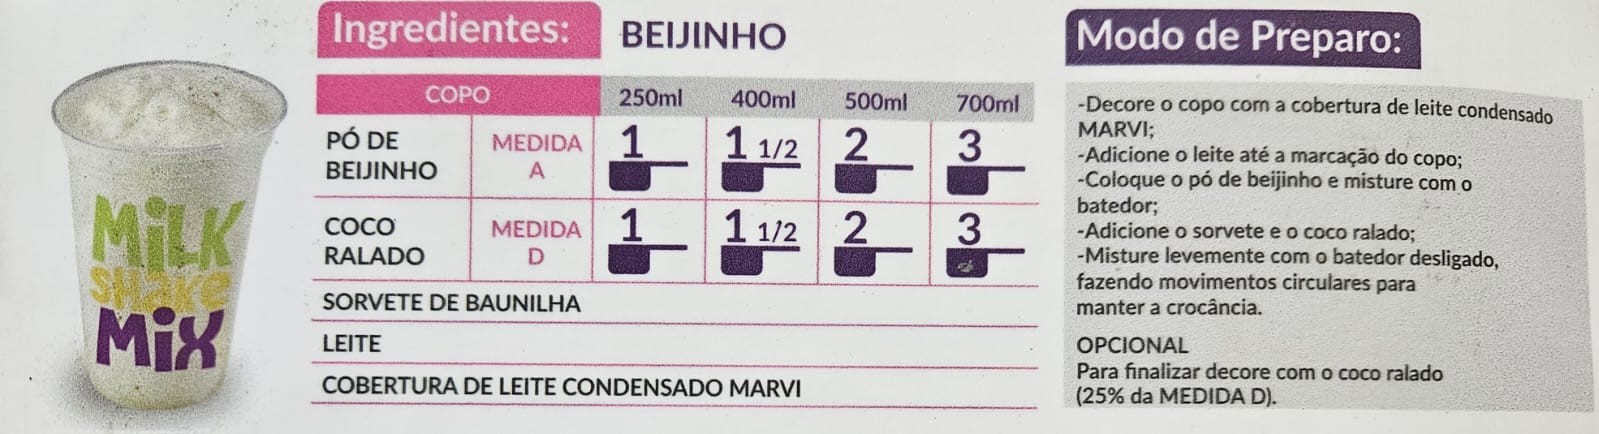 Ingredientes: BEIJINHO
COPO 250ml 400ml 500ml 700ml
PÓ DE BEIJINHO MEDIDA A 1 1 1/2 2 3
COCO RALADO MEDIDA D 1 1 1/2 2 3
SORVETE DE BAUNILHA
LEITE
COBERTURA DE LEITE CONDENSADO MARVI
MiLK
SHAKE
MiX
Modo de Preparo:
-Decore o copo com a cobertura de leite condensado
MARVI;
-Adicione o leite até a marcação do copo;
-Coloque o pó de beijinho e misture com o
batedor;
-Adicione o sorvete e o coco ralado;
-Misture levemente com o batedor desligado,
fazendo movimentos circulares para
manter a crocância.
OPCIONAL
Para finalizar decore com o coco ralado
(25% da MEDIDA D).